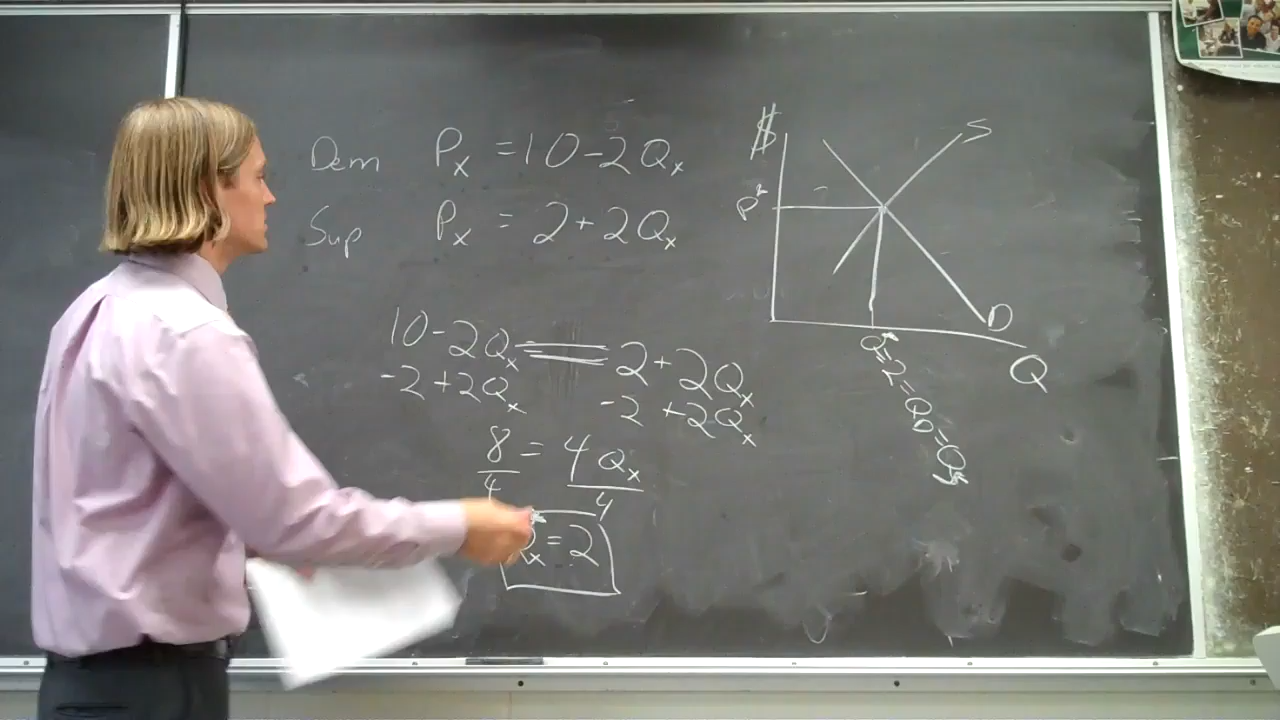 Dem Px = 10 - 2Qx
Sup Px = 2 + 2Qx
10 - 2Qx = 2 + 2Qx
-2 + 2Qx -2 + 2Qx
8 = 4Qx
4 4
Qx = 2
$
S
P*
D
Q
Q* = 2 = QD = QS